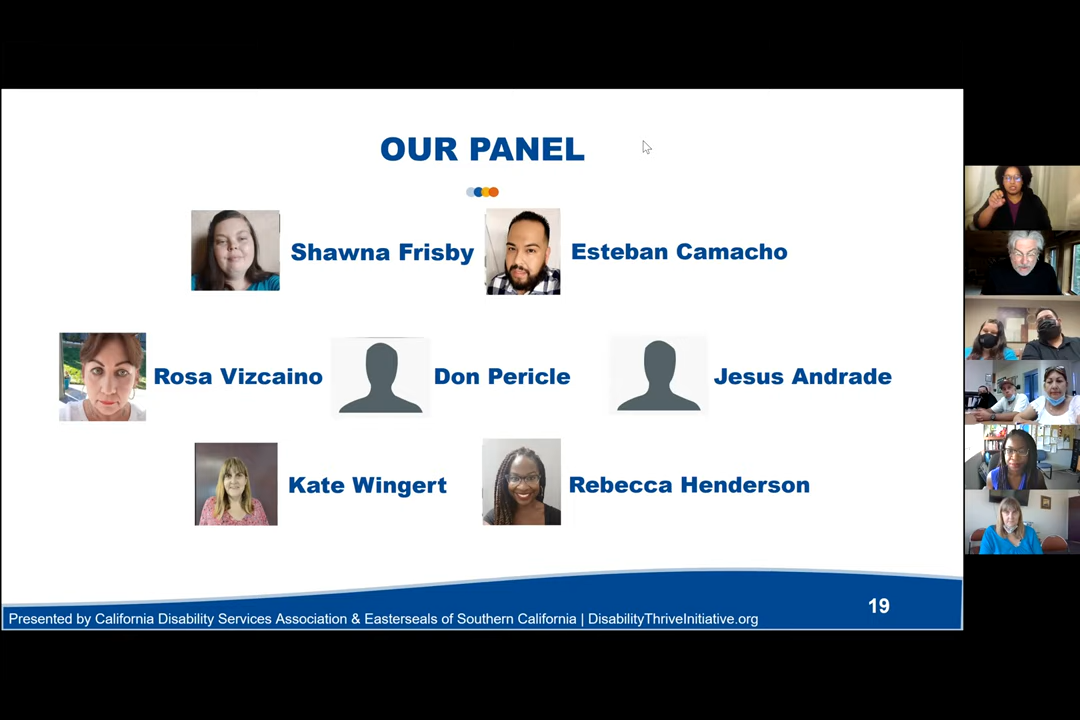 OUR PANEL
Shawna Frisby
Esteban Camacho
Rosa Vizcaino
Don Pericle
Jesus Andrade
Kate Wingert
Rebecca Henderson
19
Presented by California Disability Services Association & Easterseals of Southern California | DisabilityThriveInitiative.org